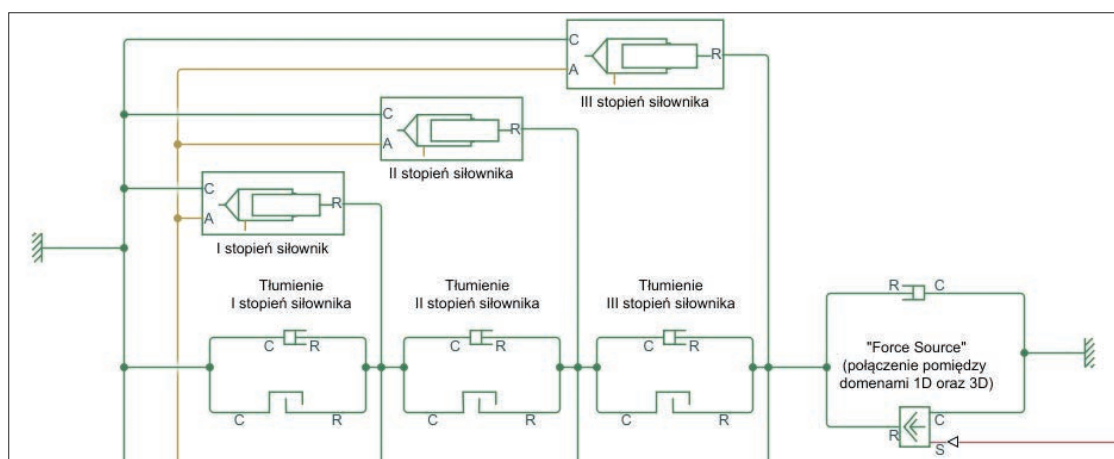 C
A
R
III stopień siłownika
C
A
R
II stopień siłownika
C
A
R
I stopień siłownik
Tłumienie
I stopień siłownika
Tłumienie
II stopień siłownika
Tłumienie
III stopień siłownika
C
R
C
R
C
R
R
C
"Force Source"
(połączenie pomiędzy
domenami 1D oraz 3D)
C
R
C
R
C
R
R
C
S